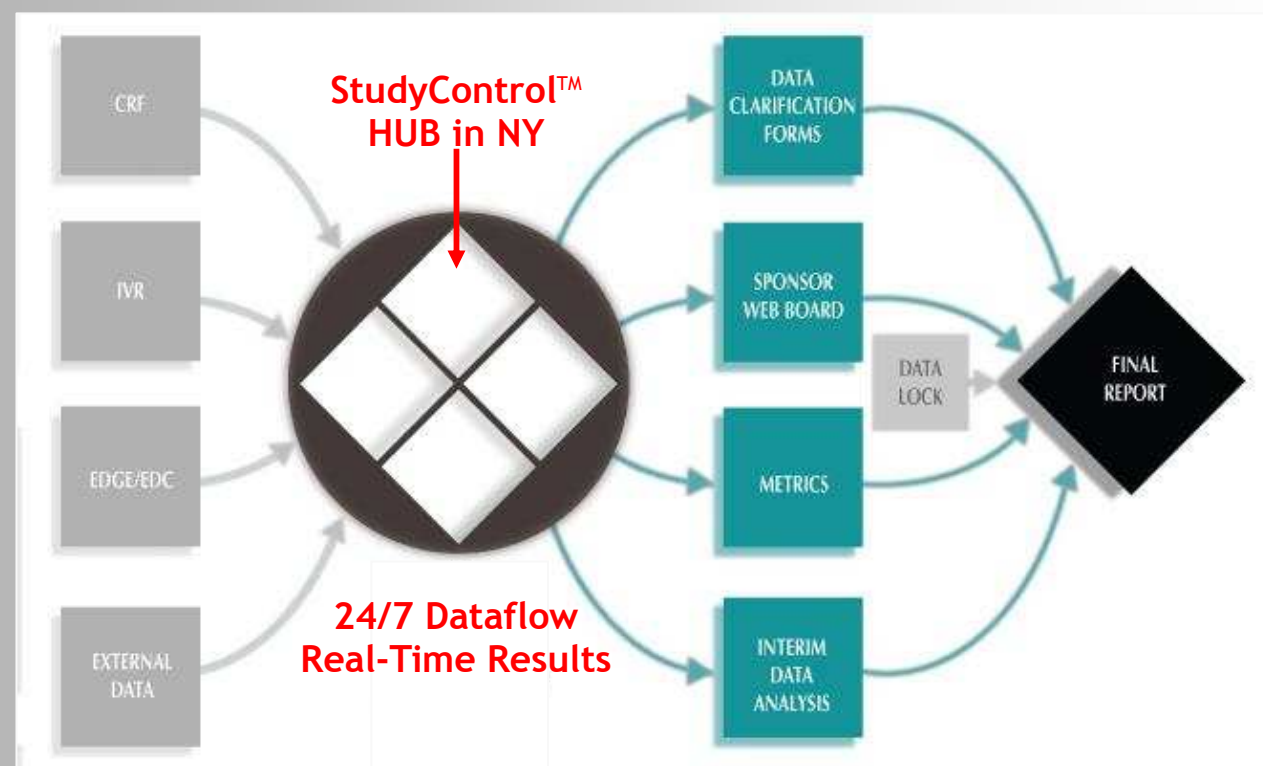 CRF
IVR
EDGE/EDC
EXTERNAL
DATA
StudyControl™
HUB in NY
24/7 Dataflow
Real-Time Results
DATA
CLARIFICATION
FORMS
SPONSOR
WEB BOARD
METRICS
INTERIM
DATA
ANALYSIS
DATA
LOCK
FINAL
REPORT